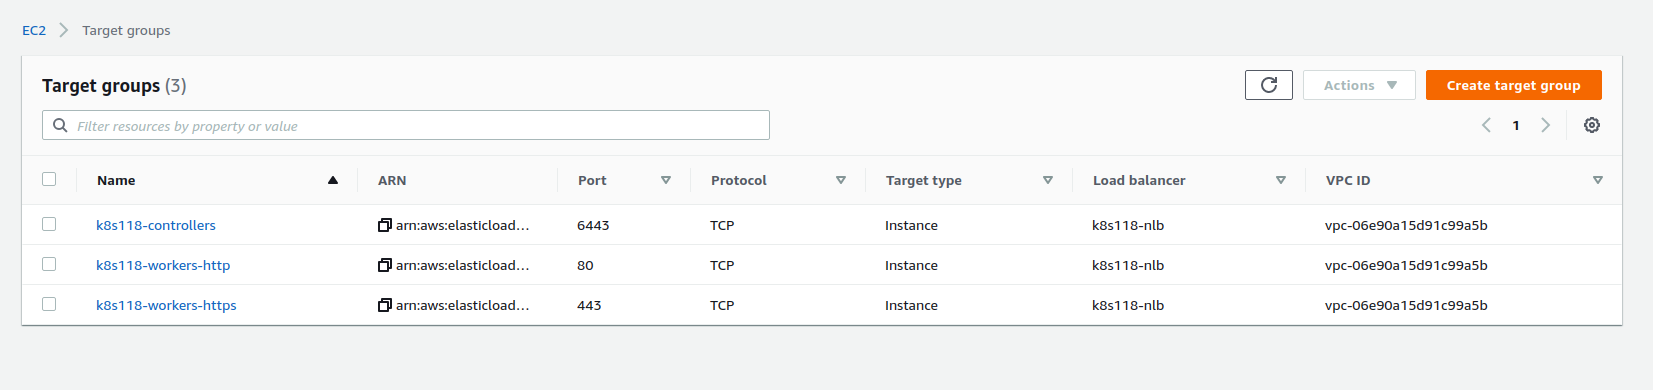 EC2 Target groups
Target groups (3)
Actions Create target group
Filter resources by property or value
1
Name ARN Port Protocol Target type Load balancer VPC ID
k8s118-controllers arn:aws:elasticload... 6443 TCP Instance k8s118-nlb vpc-06e90a15d91c99a5b
k8s118-workers-http arn:aws:elasticload... 80 TCP Instance k8s118-nlb vpc-06e90a15d91c99a5b
k8s118-workers-https arn:aws:elasticload... 443 TCP Instance k8s118-nlb vpc-06e90a15d91c99a5b